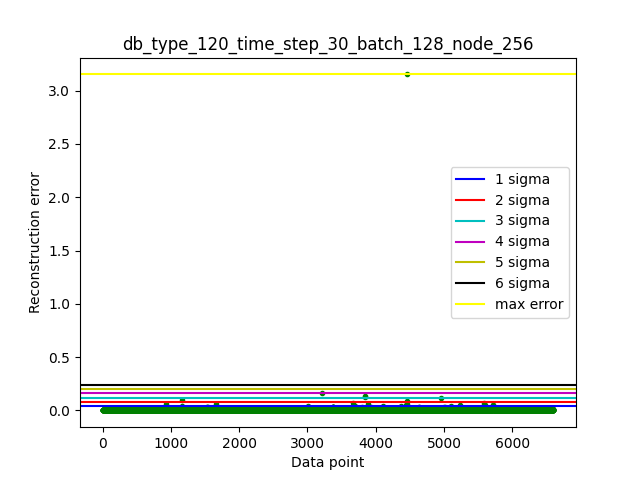 db_type_120_time_step_30_batch_128_node_256
Reconstruction error
3.0
2.5
2.0
1.5
1.0
0.5
0.0
1 sigma
2 sigma
3 sigma
4 sigma
5 sigma
6 sigma
max error
0 1000 2000 3000 4000 5000 6000
Data point